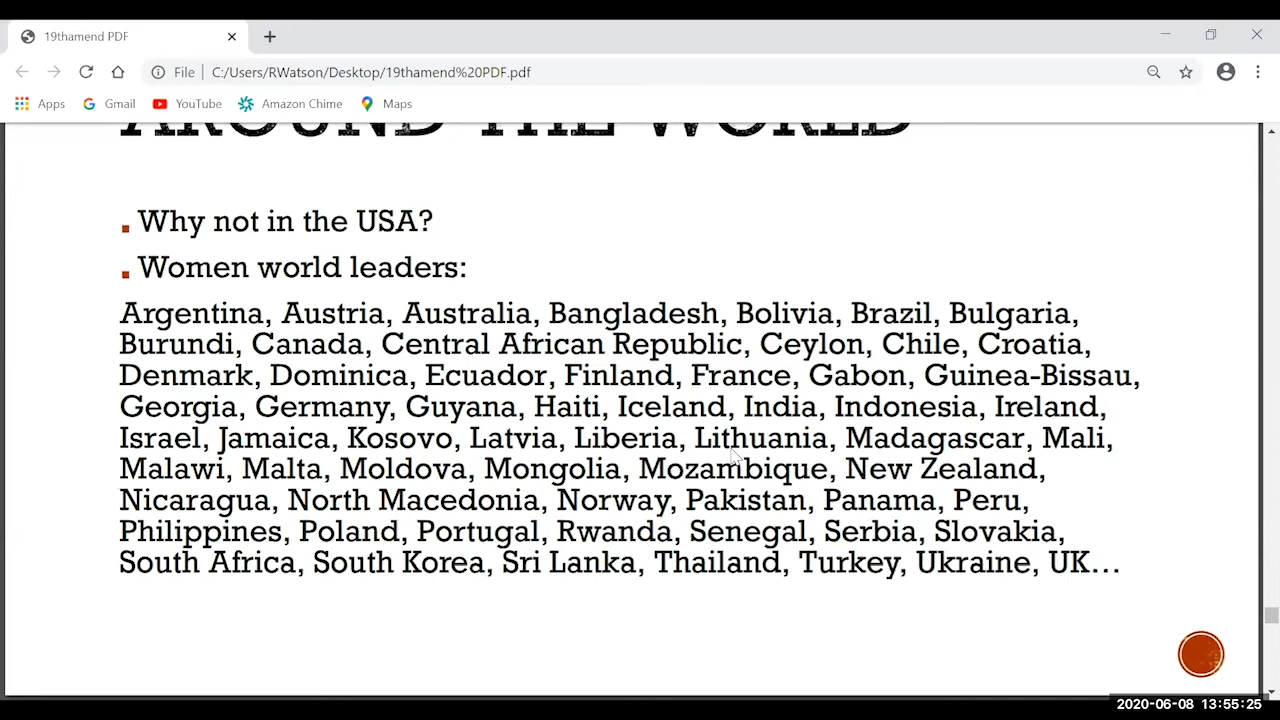 19thamend PDF
File | C:/Users/RWatson/Desktop/19thamend%20PDF.pdf
Apps Gmail YouTube Amazon Chime Maps
AROUND THE WORLD
Why not in the USA?
Women world leaders:
Argentina, Austria, Australia, Bangladesh, Bolivia, Brazil, Bulgaria,
Burundi, Canada, Central African Republic, Ceylon, Chile, Croatia,
Denmark, Dominica, Ecuador, Finland, France, Gabon, Guinea-Bissau,
Georgia, Germany, Guyana, Haiti, Iceland, India, Indonesia, Ireland,
Israel, Jamaica, Kosovo, Latvia, Liberia, Lithuania, Madagascar, Mali,
Malawi, Malta, Moldova, Mongolia, Mozambique, New Zealand,
Nicaragua, North Macedonia, Norway, Pakistan, Panama, Peru,
Philippines, Poland, Portugal, Rwanda, Senegal, Serbia, Slovakia,
South Africa, South Korea, Sri Lanka, Thailand, Turkey, Ukraine, UK...
2020-06-08 13:55:25